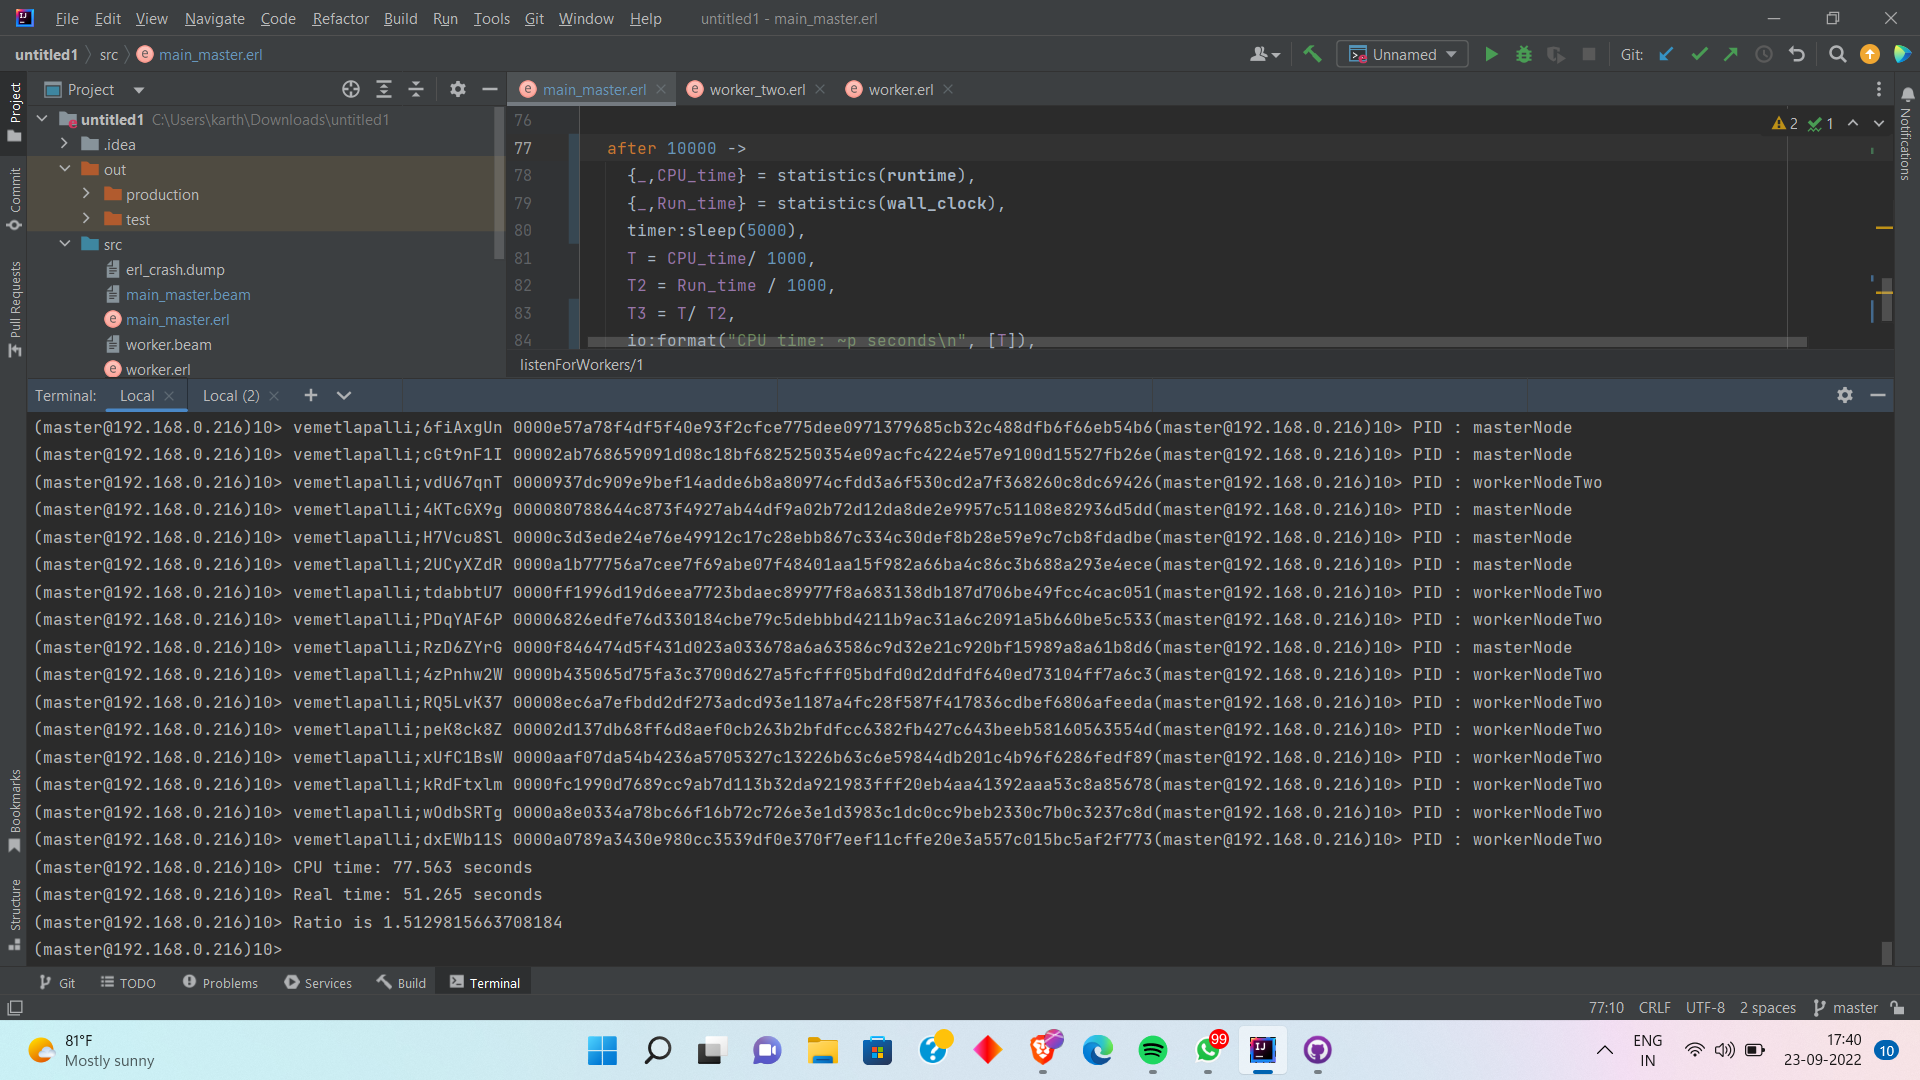 File Edit View Navigate Code Refactor Build Run Tools Git Window Help untitled1 - main_master.erl
untitled1 src main_master.erl
Unnamed Git:
Project
main_master.erl worker_two.erl worker.erl
untitled1 C:\Users\karth\Downloads\untitled1
.idea
out
production
test
src
erl_crash.dump
main_master.beam
main_master.erl
worker.beam
worker.erl
76
2 1
77 after 10000 ->
78 {_,CPU_time} = statistics(runtime),
79 {_,Run_time} = statistics(wall_clock),
80 timer:sleep(5000),
81 T = CPU_time/ 1000,
82 T2 = Run_time / 1000,
83 T3 = T/ T2,
84 io:format("CPU time: ~p seconds\n", [T]),
listenForWorkers/1
Project
Commit
Pull Requests
Bookmarks
Structure
Notifications
Terminal: Local Local (2)
(master@192.168.0.216)10> vemetlapalli;6fiAxgUn 0000e57a78f4df5f40e93f2cfce775dee0971379685cb32c488dfb6f66eb54b6(master@192.168.0.216)10> PID : masterNode
(master@192.168.0.216)10> vemetlapalli;cGt9nF1I 00002ab768659091d08c18bf6825250354e09acfc4224e57e9100d15527fb26e(master@192.168.0.216)10> PID : masterNode
(master@192.168.0.216)10> vemetlapalli;vdU67qnT 0000937dc909e9bef14adde6b8a80974cfdd3a6f530cd2a7f368260c8dc69426(master@192.168.0.216)10> PID : workerNodeTwo
(master@192.168.0.216)10> vemetlapalli;4KTcGX9g 000080788644c873f4927ab44df9a02b72d12da8de2e9957c51108e82936d5dd(master@192.168.0.216)10> PID : masterNode
(master@192.168.0.216)10> vemetlapalli;H7Vcu8Sl 0000c3d3ede24e76e49912c17c28ebb867c334c30def8b28e59e9c7cb8fdadbe(master@192.168.0.216)10> PID : masterNode
(master@192.168.0.216)10> vemetlapalli;2UCyXZdR 0000a1b77756a7cee7f69abe07f48401aa15f982a66ba4c86c3b688a293e4ece(master@192.168.0.216)10> PID : masterNode
(master@192.168.0.216)10> vemetlapalli;tdabbtU7 0000ff1996d19d6eea7723bdaec89977f8a683138db187d706be49fcc4cac051(master@192.168.0.216)10> PID : workerNodeTwo
(master@192.168.0.216)10> vemetlapalli;PDqYAF6P 00006826edfe76d330184cbe79c5debbbd4211b9ac31a6c2091a5b660be5c533(master@192.168.0.216)10> PID : workerNodeTwo
(master@192.168.0.216)10> vemetlapalli;RzD6ZYrG 0000f846474d5f431d023a033678a6a63586c9d32e21c920bf15989a8a61b8d6(master@192.168.0.216)10> PID : masterNode
(master@192.168.0.216)10> vemetlapalli;4zPnhw2W 0000b435065d75fa3c3700d627a5fcfff05bdfd0d2ddfdf640ed73104ff7a6c3(master@192.168.0.216)10> PID : workerNodeTwo
(master@192.168.0.216)10> vemetlapalli;RQ5LvK37 00008ec6a7efbdd2df273adcd93e1187a4fc28f587f417836cdbef6806afeeda(master@192.168.0.216)10> PID : workerNodeTwo
(master@192.168.0.216)10> vemetlapalli;peK8ck8Z 00002d137db68ff6d8aef0cb263b2bfdfcc6382fb427c643beeb58160563554d(master@192.168.0.216)10> PID : workerNodeTwo
(master@192.168.0.216)10> vemetlapalli;xUfC1BsW 0000aaf07da54b4236a5705327c13226b63c6e59844db201c4b96f6286fedf89(master@192.168.0.216)10> PID : workerNodeTwo
(master@192.168.0.216)10> vemetlapalli;kRdFtxlm 0000fc1990d7689cc9ab7d113b32da921983fff20eb4aa41392aaa53c8a85678(master@192.168.0.216)10> PID : workerNodeTwo
(master@192.168.0.216)10> vemetlapalli;wOdbSRTg 0000a8e0334a78bc66f16b72c726e3e1d3983c1dc0cc9beb2330c7b0c3237c8d(master@192.168.0.216)10> PID : workerNodeTwo
(master@192.168.0.216)10> vemetlapalli;dxEWb11S 0000a0789a3430e980cc3539df0e370f7eef11cffe20e3a557c015bc5af2f773(master@192.168.0.216)10> PID : workerNodeTwo
(master@192.168.0.216)10> CPU time: 77.563 seconds
(master@192.168.0.216)10> Real time: 51.265 seconds
(master@192.168.0.216)10> Ratio is 1.5129815663708184
(master@192.168.0.216)10>
Git TODO Problems Services Build Terminal
77:10 CRLF UTF-8 2 spaces master
81°F
Mostly sunny
99
ENG
IN
17:40
23-09-2022
10